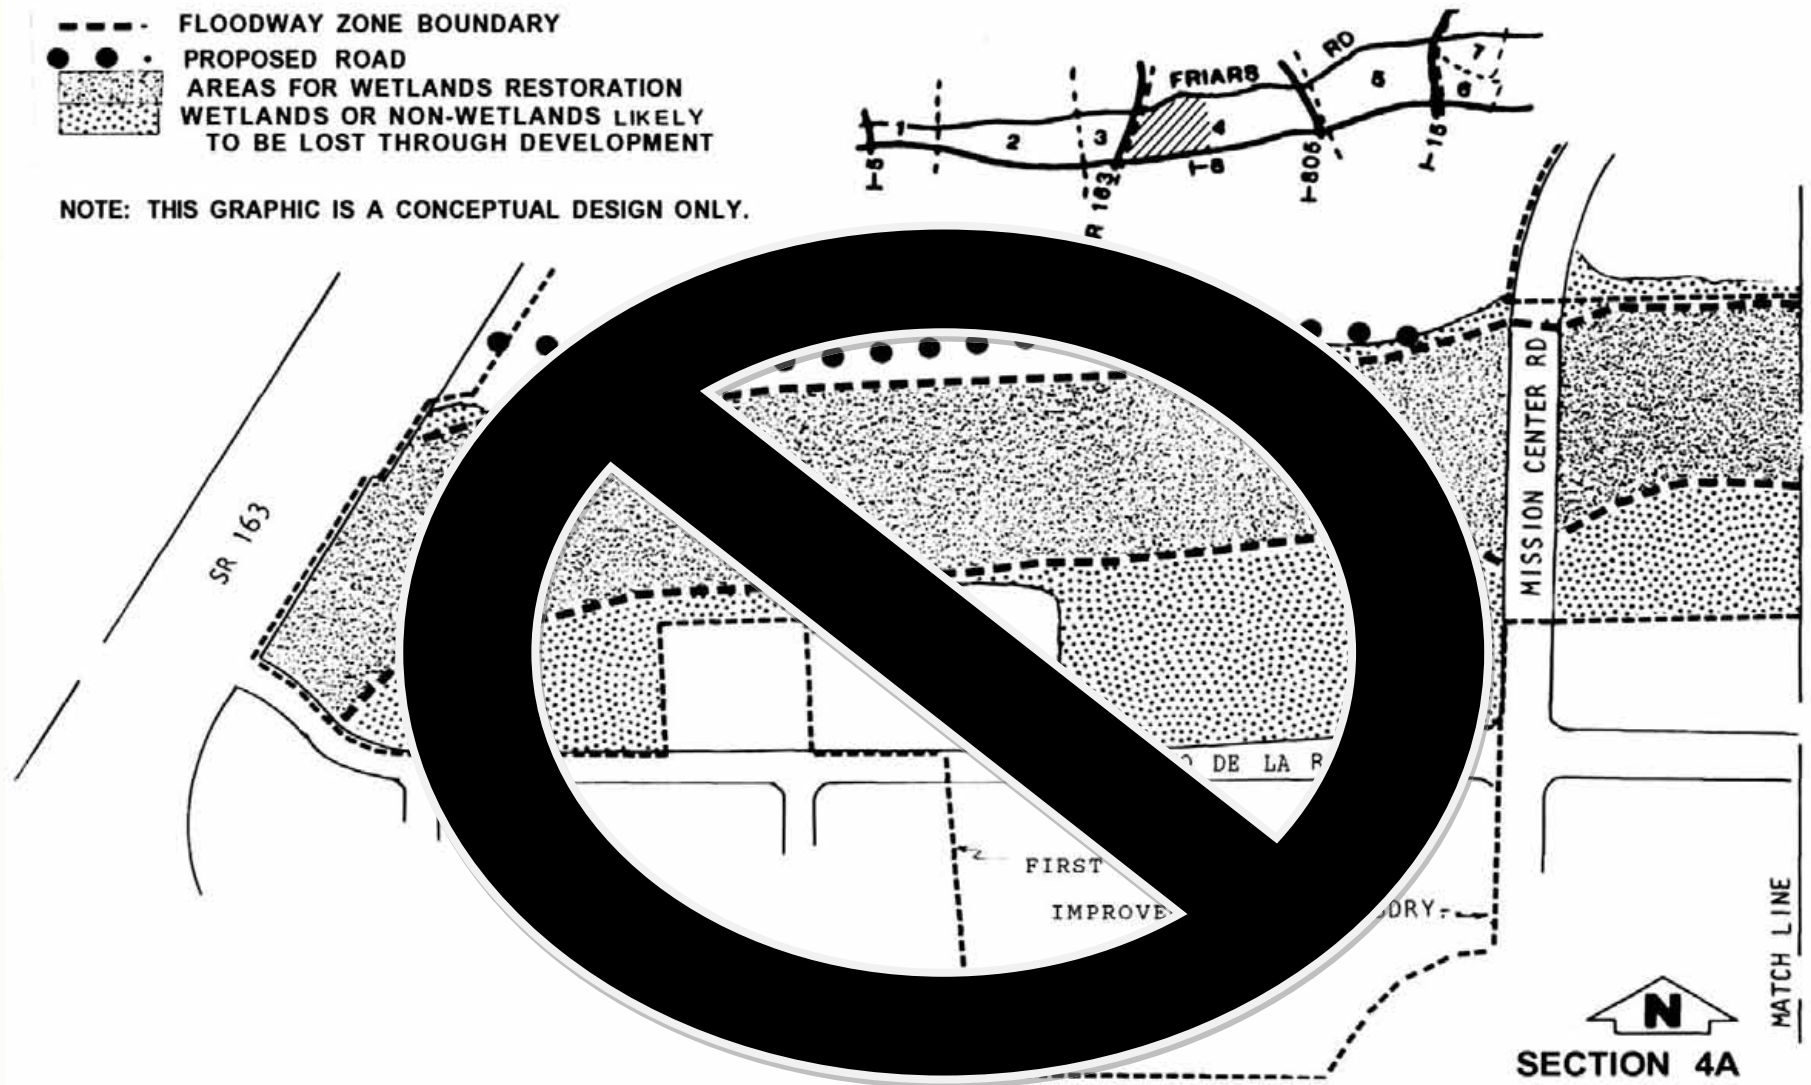 FLOODWAY ZONE BOUNDARY
PROPOSED ROAD
AREAS FOR WETLANDS RESTORATION
WETLANDS OR NON-WETLANDS LIKELY
TO BE LOST THROUGH DEVELOPMENT
NOTE: THIS GRAPHIC IS A CONCEPTUAL DESIGN ONLY.
FRIARS RD
1
2
3
4
5
6
7
I-5
R 163
I-8
I-805
I-15
SR 163
MISSION CENTER RD
DE LA R
FIRST
IMPROVE
BDRY.
MATCH LINE
N
SECTION 4A